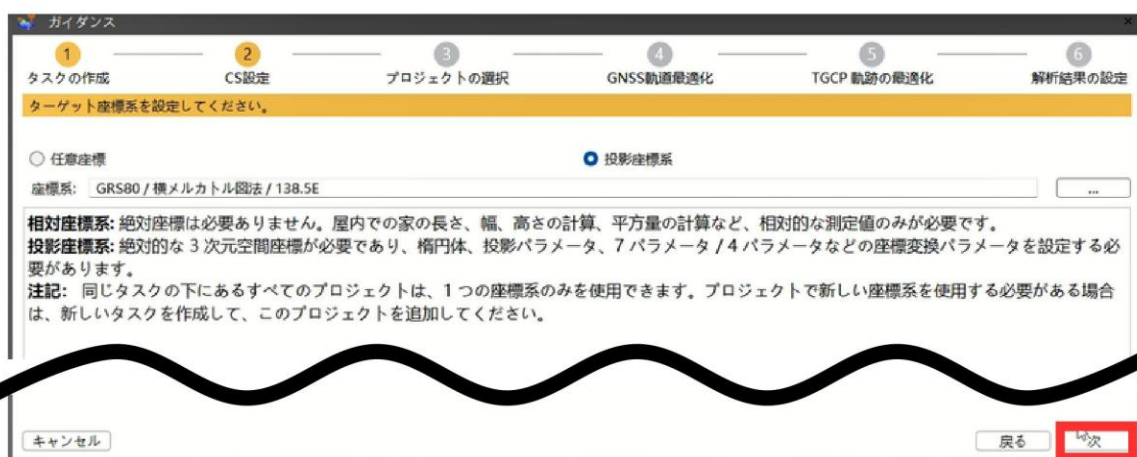 ガイダンス
×
1 2 3 4 5 6
タスクの作成 CS設定 プロジェクトの選択 GNSS軌道最適化 TGCP 軌跡の最適化 解析結果の設定
ターゲット座標系を設定してください。
任意座標 投影座標系
座標系: GRS80 / 横メルカトル図法 / 138.5E ...
相対座標系: 絶対座標は必要ありません。屋内での家の長さ、幅、高さの計算、平方量の計算など、相対的な測定値のみが必要です。
投影座標系: 絶対的な 3 次元空間座標が必要であり、楕円体、投影パラメータ、7 パラメータ / 4 パラメータなどの座標変換パラメータを設定する必
要があります。
注記: 同じタスクの下にあるすべてのプロジェクトは、1 つの座標系のみを使用できます。プロジェクトで新しい座標系を使用する必要がある場合
は、新しいタスクを作成して、このプロジェクトを追加してください。
キャンセル 戻る 次